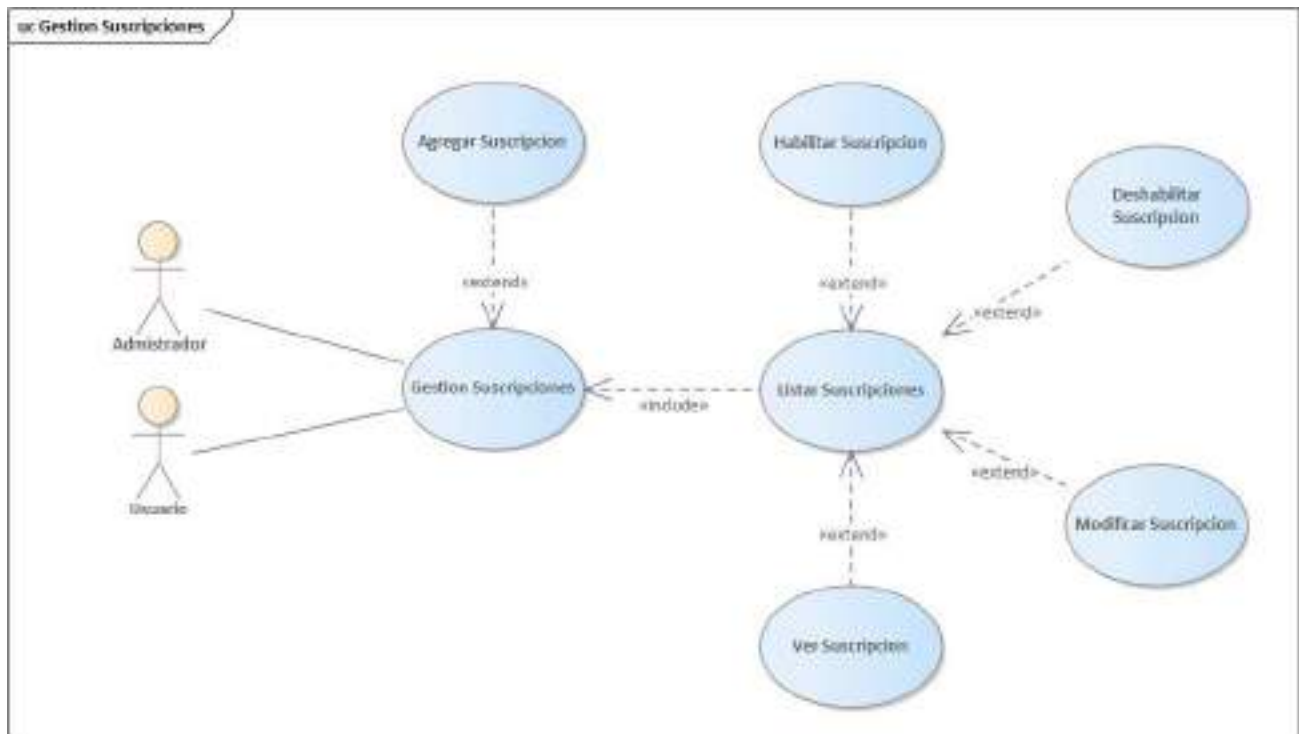 uc Gestion Suscripciones
Agregar Suscripcion
Habilitar Suscripcion
Deshabilitar
Suscripcion
«extend»
«extend»
«extend»
Admistrador
Gestion Suscripciones
«include»
Listar Suscripciones
«extend»
Usuario
Modificar Suscripcion
«extend»
Ver Suscripcion